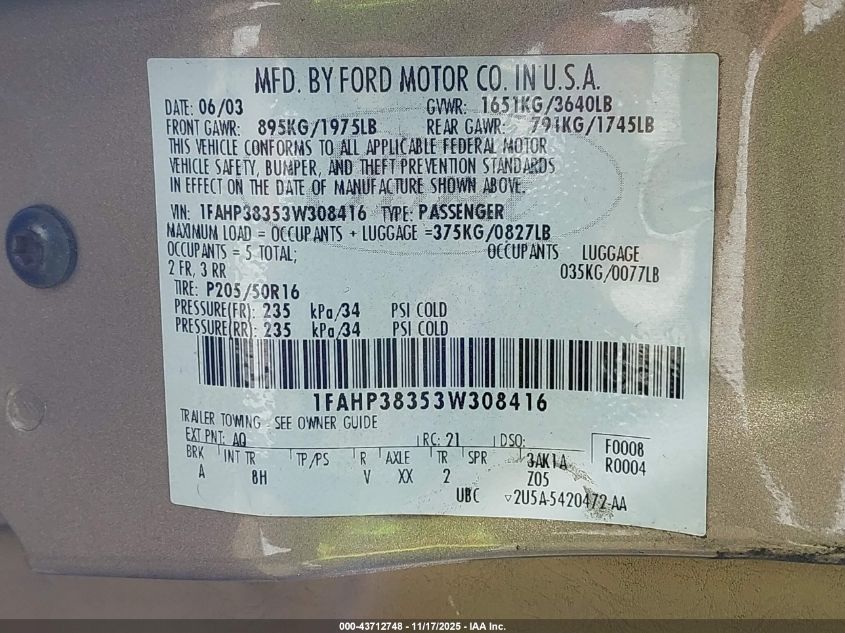 MFD. BY FORD MOTOR CO. IN U.S.A.
DATE: 06/03 GVWR: 1651KG/3640LB
FRONT GAWR: 895KG/1975LB REAR GAWR: 791KG/1745LB
THIS VEHICLE CONFORMS TO ALL APPLICABLE FEDERAL MOTOR
VEHICLE SAFETY, BUMPER, AND THEFT PREVENTION STANDARDS
IN EFFECT ON THE DATE OF MANUFACTURE SHOWN ABOVE.
VIN: 1FAHP38353W308416 TYPE: PASSENGER
MAXIMUM LOAD = OCCUPANTS + LUGGAGE =375KG/0827LB
OCCUPANTS = 5 TOTAL; OCCUPANTS LUGGAGE
2 FR, 3 RR 035KG/0077LB
TIRE: P205/50R16
PRESSURE(FR): 235 kPa/34 PSI COLD
PRESSURE(RR): 235 kPa/34 PSI COLD
1FAHP38353W308416
TRAILER TOWING - SEE OWNER GUIDE
EXT PNT: AQ RC: 21 DSO: F0008
BRK INT TR TP/PS R AXLE TR SPR 3AK1A R0004
A 8H V XX 2 Z05
UBC ▽2U5A-5420472-AA
000-43712748 - 11/17/2025 - IAA Inc.